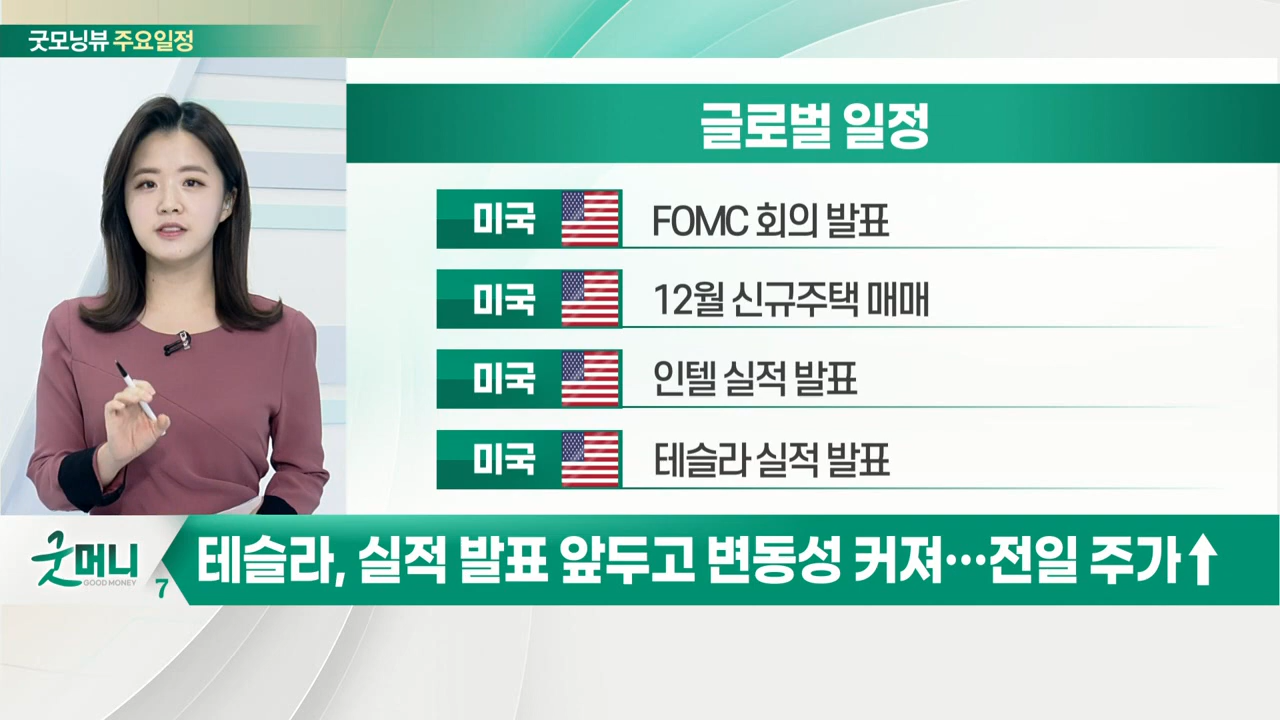 굿모닝뷰 주요일정
글로벌 일정
미국 FOMC 회의 발표
미국 12월 신규주택 매매
미국 인텔 실적 발표
미국 테슬라 실적 발표
굿머니
GOOD MONEY
7
테슬라, 실적 발표 앞두고 변동성 커져…전일 주가↑